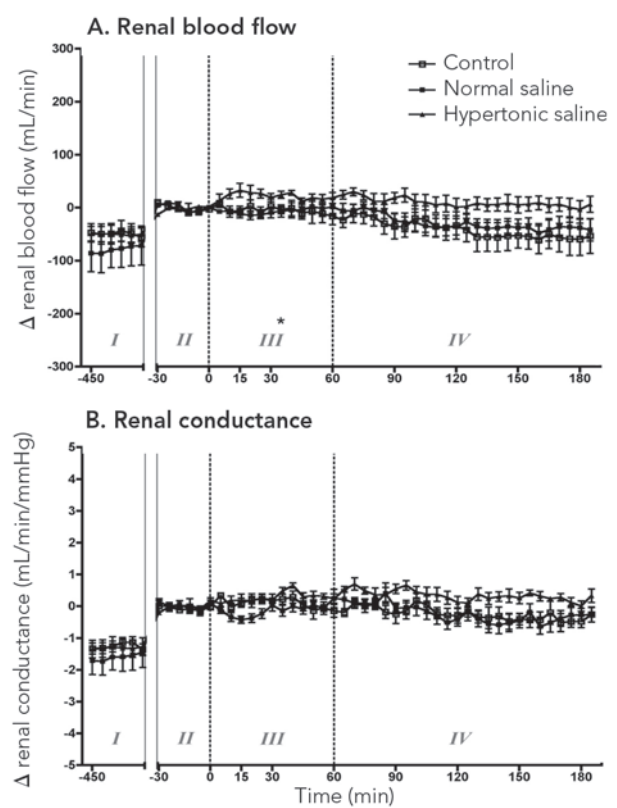 A. Renal blood flow
Δ renal blood flow (mL/min)
300
200
100
0
-100
-200
-300
Control
Normal saline
Hypertonic saline
*
I II III IV
-450 -30 0 15 30 60 90 120 150 180
B. Renal conductance
Δ renal conductance (mL/min/mmHg)
5
4
3
2
1
0
-1
-2
-3
-4
-5
I II III IV
-450 -30 0 15 30 60 90 120 150 180
Time (min)